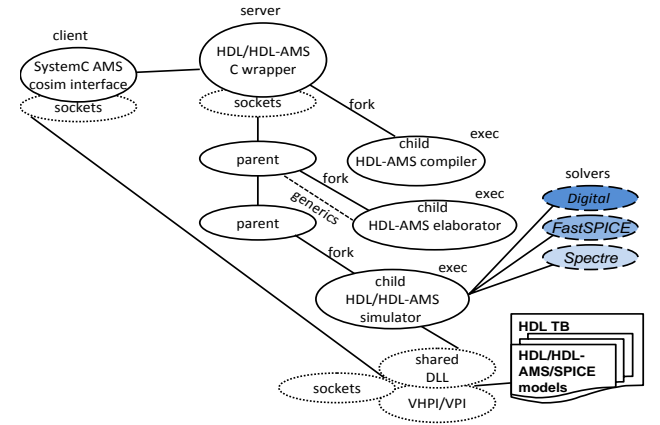 server
client
HDL/HDL-AMS
C wrapper
SystemC AMS
cosim interface
sockets
sockets
fork
exec
child
HDL-AMS compiler
parent
fork
solvers
exec
generics
Digital
child
HDL-AMS elaborator
parent
FastSPICE
fork
exec
Spectre
child
HDL/HDL-AMS
simulator
HDL TB
shared
DLL
HDL/HDL-
AMS/SPICE
models
sockets
VHPI/VPI